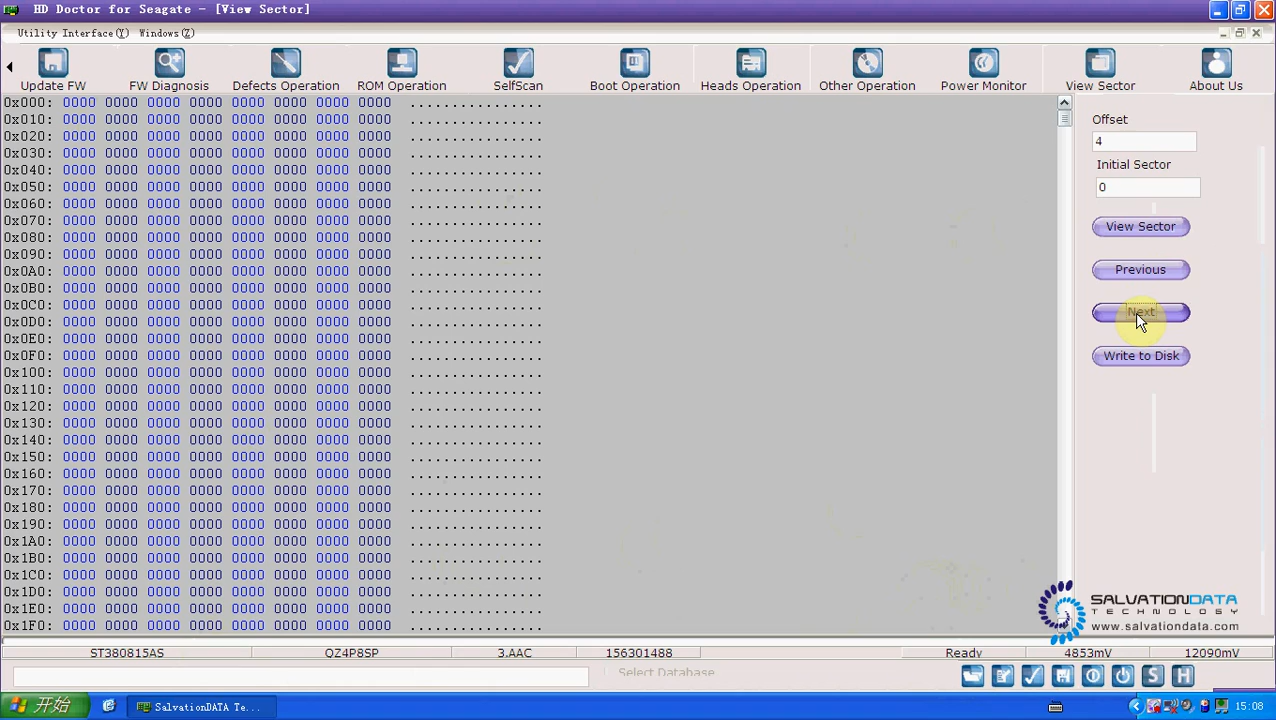 HD Doctor for Seagate - [View Sector]
Utility Interface(Y) Windows(Z)
Update FW FW Diagnosis Defects Operation ROM Operation SelfScan Boot Operation Heads Operation Other Operation Power Monitor View Sector About Us
0x000: 0000 0000 0000 0000 0000 0000 0000 0000 ................
0x010: 0000 0000 0000 0000 0000 0000 0000 0000 ................
0x020: 0000 0000 0000 0000 0000 0000 0000 0000 ................
0x030: 0000 0000 0000 0000 0000 0000 0000 0000 ................
0x040: 0000 0000 0000 0000 0000 0000 0000 0000 ................
0x050: 0000 0000 0000 0000 0000 0000 0000 0000 ................
0x060: 0000 0000 0000 0000 0000 0000 0000 0000 ................
0x070: 0000 0000 0000 0000 0000 0000 0000 0000 ................
0x080: 0000 0000 0000 0000 0000 0000 0000 0000 ................
0x090: 0000 0000 0000 0000 0000 0000 0000 0000 ................
0x0A0: 0000 0000 0000 0000 0000 0000 0000 0000 ................
0x0B0: 0000 0000 0000 0000 0000 0000 0000 0000 ................
0x0C0: 0000 0000 0000 0000 0000 0000 0000 0000 ................
0x0D0: 0000 0000 0000 0000 0000 0000 0000 0000 ................
0x0E0: 0000 0000 0000 0000 0000 0000 0000 0000 ................
0x0F0: 0000 0000 0000 0000 0000 0000 0000 0000 ................
0x100: 0000 0000 0000 0000 0000 0000 0000 0000 ................
0x110: 0000 0000 0000 0000 0000 0000 0000 0000 ................
0x120: 0000 0000 0000 0000 0000 0000 0000 0000 ................
0x130: 0000 0000 0000 0000 0000 0000 0000 0000 ................
0x140: 0000 0000 0000 0000 0000 0000 0000 0000 ................
0x150: 0000 0000 0000 0000 0000 0000 0000 0000 ................
0x160: 0000 0000 0000 0000 0000 0000 0000 0000 ................
0x170: 0000 0000 0000 0000 0000 0000 0000 0000 ................
0x180: 0000 0000 0000 0000 0000 0000 0000 0000 ................
0x190: 0000 0000 0000 0000 0000 0000 0000 0000 ................
0x1A0: 0000 0000 0000 0000 0000 0000 0000 0000 ................
0x1B0: 0000 0000 0000 0000 0000 0000 0000 0000 ................
0x1C0: 0000 0000 0000 0000 0000 0000 0000 0000 ................
0x1D0: 0000 0000 0000 0000 0000 0000 0000 0000 ................
0x1E0: 0000 0000 0000 0000 0000 0000 0000 0000 ................
0x1F0: 0000 0000 0000 0000 0000 0000 0000 0000 ................
Offset
4
Initial Sector
0
View Sector
Previous
Next
Write to Disk
SALVATIONDATA
TECHNOLOGY
www.salvationdata.com
ST380815AS QZ4P8SP 3.AAC 156301488 Ready 4853mV 12090mV
Select Database
S H
开始 SalvationDATA Te... 15:08